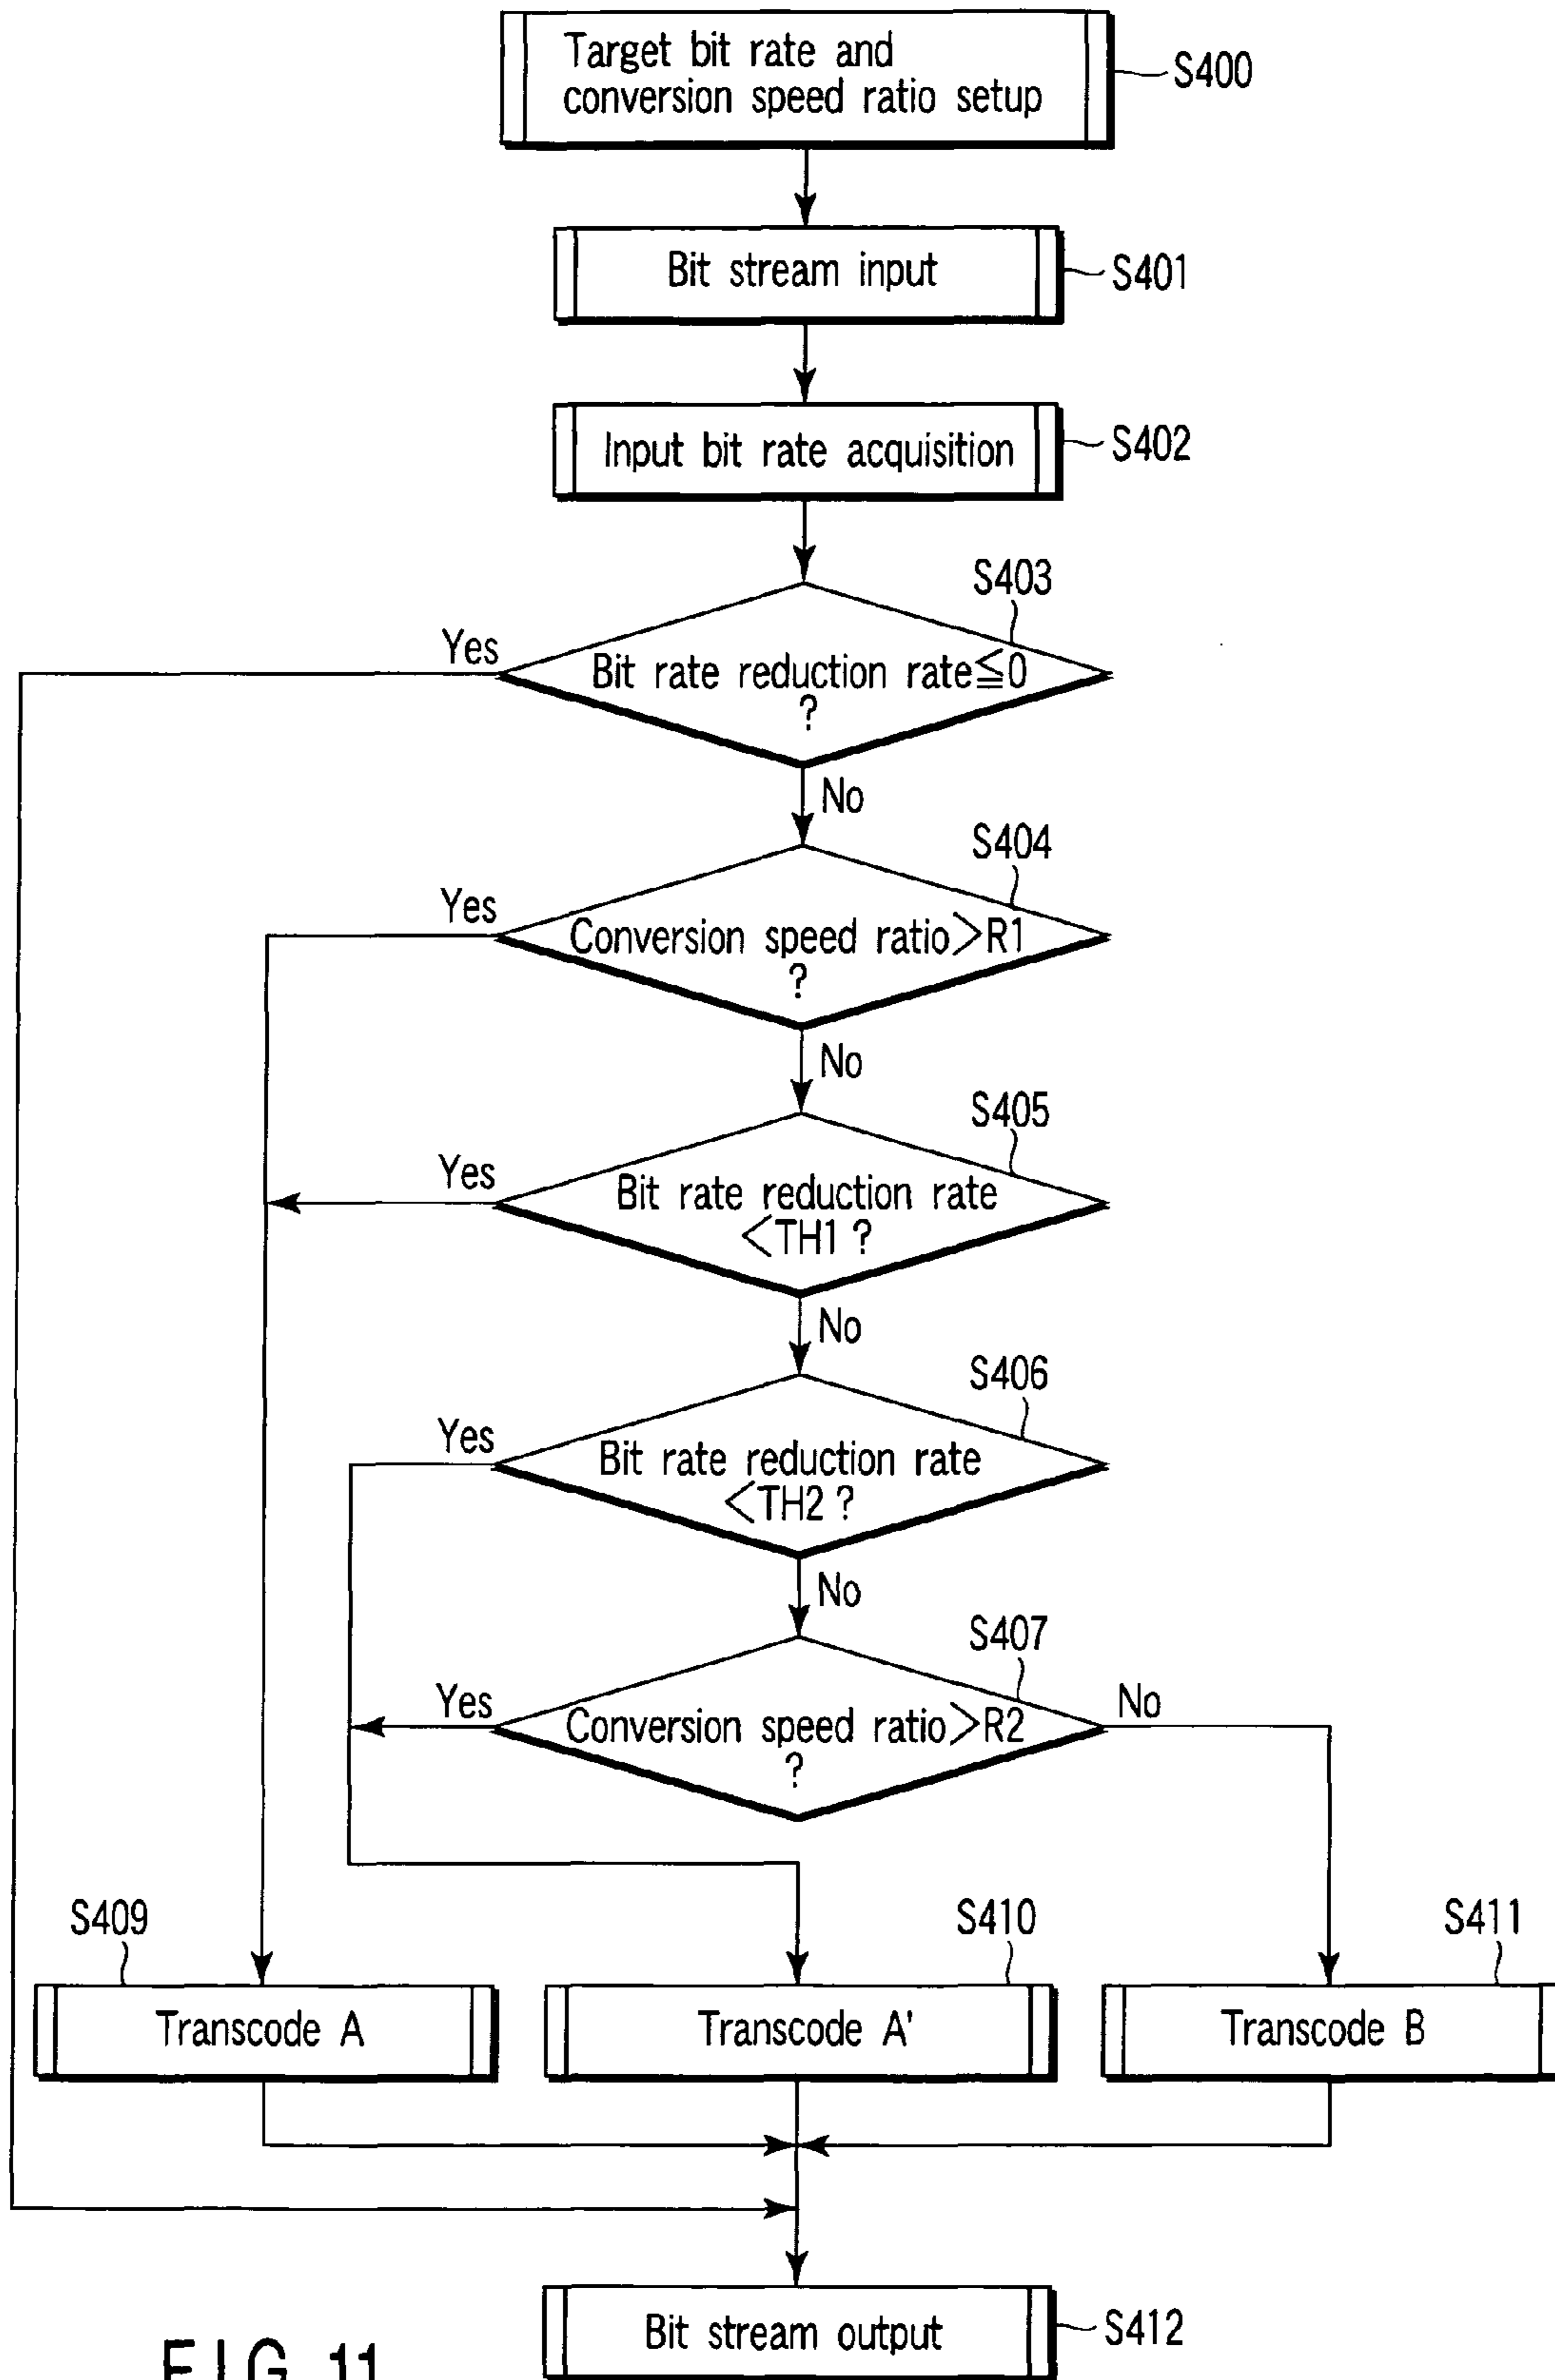 Target bit rate and
conversion speed ratio setup
S400
Bit stream input
S401
Input bit rate acquisition
S402
S403
Yes
Bit rate reduction rate≦0
?
No
S404
Yes
Conversion speed ratio>R1
?
No
S405
Yes
Bit rate reduction rate
<TH1 ?
No
S406
Yes
Bit rate reduction rate
<TH2 ?
No
S407
Yes
Conversion speed ratio>R2
?
No
S409
S410
S411
Transcode A
Transcode A'
Transcode B
Bit stream output
S412
FIG. 11